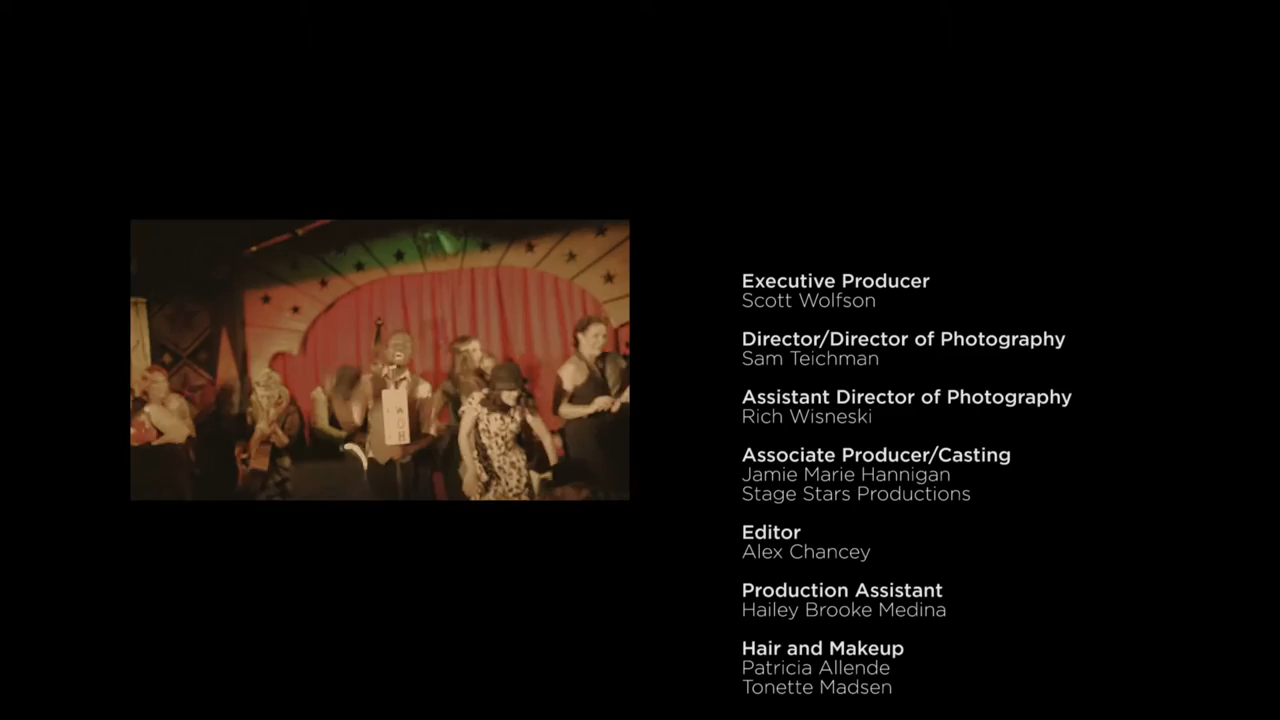 Executive Producer
Scott Wolfson
Director/Director of Photography
Sam Teichman
Assistant Director of Photography
Rich Wisneski
Associate Producer/Casting
Jamie Marie Hannigan
Stage Stars Productions
Editor
Alex Chancey
Production Assistant
Hailey Brooke Medina
Hair and Makeup
Patricia Allende
Tonette Madsen